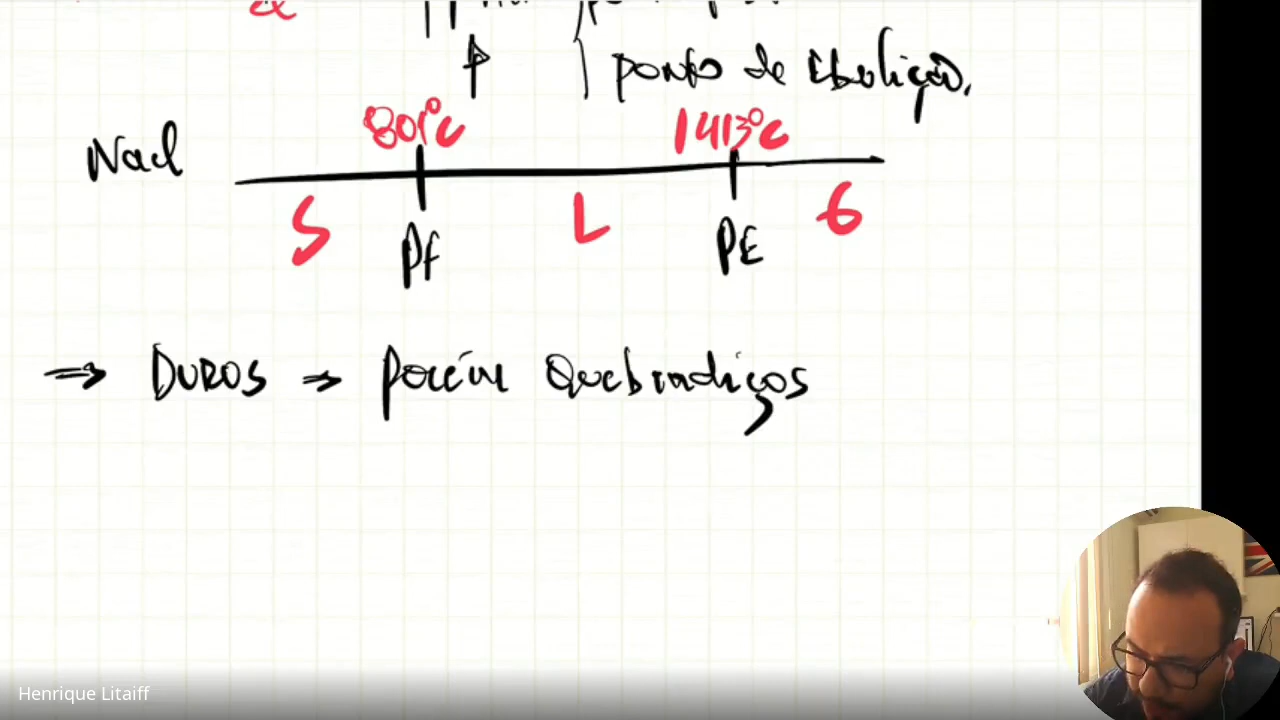 P ponto de Ebulição.
801°C 1413°C
Nacl
S L G
PF PE
⇒ DUROS ⇒ Porém Quebradiços
Henrique Litaiff